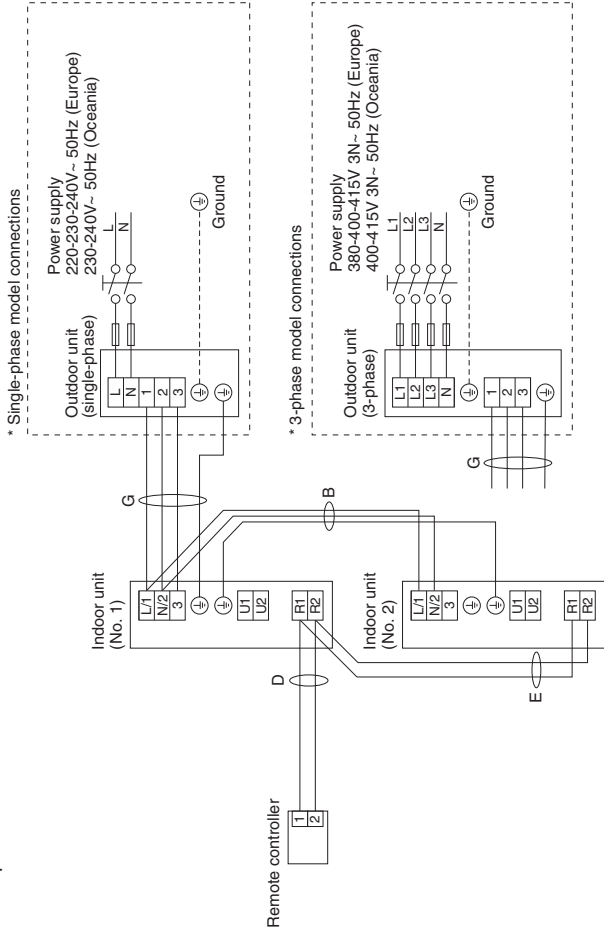 * Single-phase model connections
Power supply
220-230-240V~ 50Hz (Europe)
230-240V~ 50Hz (Oceania)
L
N
Ground
Outdoor unit
(single-phase)
L
N
1
2
3
G
Indoor unit
(No. 1)
L/1
N/2
3
U1
U2
R1
R2
D
Remote controller
1
2
B
* 3-phase model connections
Power supply
380-400-415V 3N~ 50Hz (Europe)
400-415V 3N~ 50Hz (Oceania)
L1
L2
L3
N
Ground
Outdoor unit
(3-phase)
L1
L2
L3
N
1
2
3
G
Indoor unit
(No. 2)
L/1
N/2
3
U1
U2
R1
R2
E